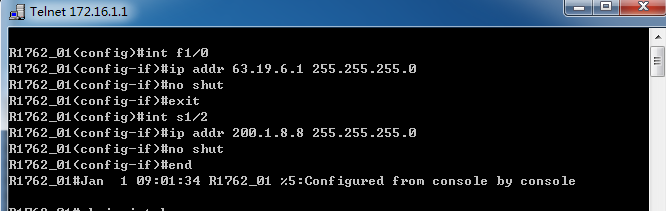 Telnet 172.16.1.1
R1762_01(config)#int f1/0
R1762_01(config-if)#ip addr 63.19.6.1 255.255.255.0
R1762_01(config-if)#no shut
R1762_01(config-if)#exit
R1762_01(config)#int s1/2
R1762_01(config-if)#ip addr 200.1.8.8 255.255.255.0
R1762_01(config-if)#no shut
R1762_01(config-if)#end
R1762_01#Jan  1 09:01:34 R1762_01 %5:Configured from console by console